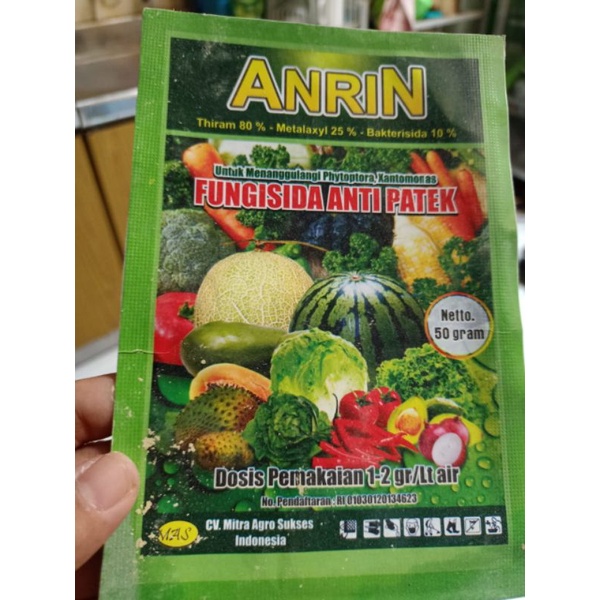 ANRIN
Thiram 80 % - Metalaxyl 25 % - Bakterisida 10 %
Untuk Menanggulangi Phytoptora, Xantomonas
FUNGISIDA ANTI PATEK
Netto.
50 gram
Dosis Pemakaian 1-2 gr/Lt air
No. Pendaftaran : RI 01030120134623
MAS
CV. Mitra Agro Sukses
Indonesia